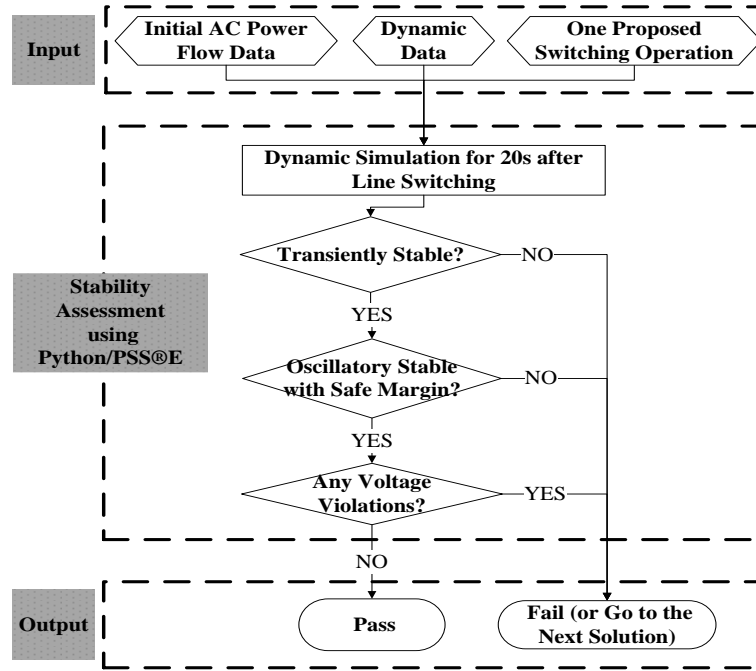 Input
Initial AC Power
Flow Data
Dynamic
Data
One Proposed
Switching Operation
Dynamic Simulation for 20s after
Line Switching
Transiently Stable?
NO
YES
Stability
Assessment
using
Python/PSS®E
Oscillatory Stable
with Safe Margin?
NO
YES
Any Voltage
Violations?
YES
NO
Output
Pass
Fail (or Go to the
Next Solution)